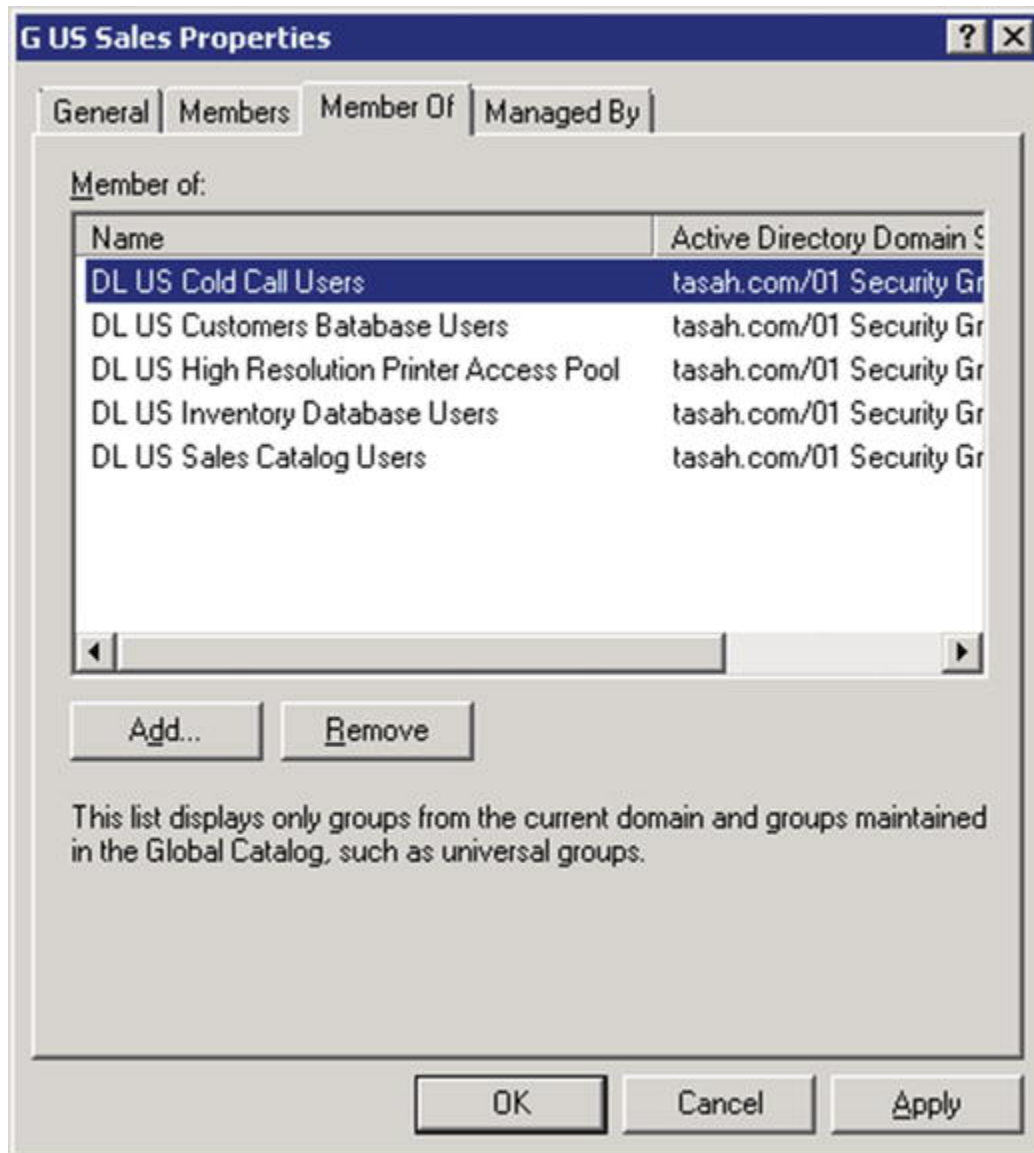 G US Sales Properties
General Members Member Of Managed By
Member of:
Name Active Directory Domain S
DL US Cold Call Users tasah.com/01 Security Gr
DL US Customers Batabase Users tasah.com/01 Security Gr
DL US High Resolution Printer Access Pool tasah.com/01 Security Gr
DL US Inventory Database Users tasah.com/01 Security Gr
DL US Sales Catalog Users tasah.com/01 Security Gr
Add... Remove
This list displays only groups from the current domain and groups maintained
in the Global Catalog, such as universal groups.
OK Cancel Apply